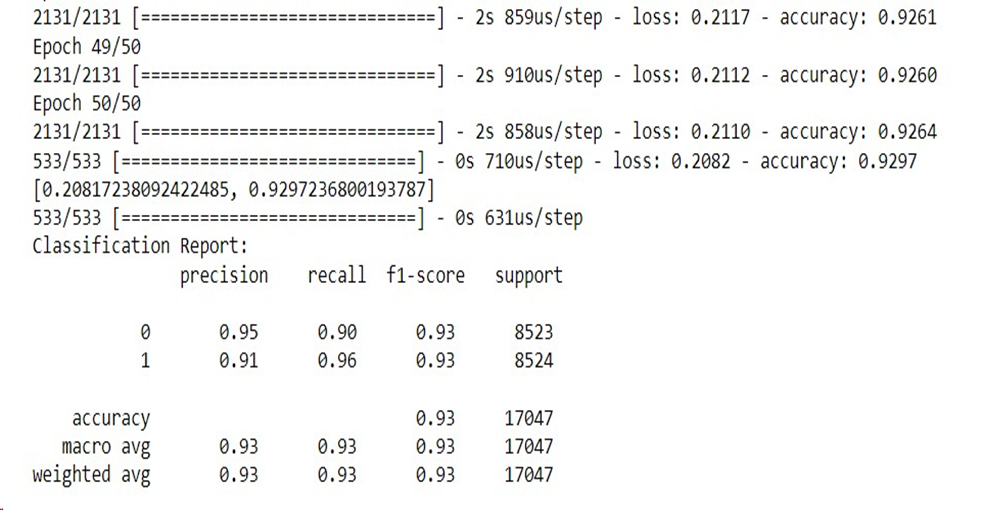 2131/2131 [==============================] - 2s 859us/step - loss: 0.2117 - accuracy: 0.9261
Epoch 49/50
2131/2131 [==============================] - 2s 910us/step - loss: 0.2112 - accuracy: 0.9260
Epoch 50/50
2131/2131 [==============================] - 2s 858us/step - loss: 0.2110 - accuracy: 0.9264
533/533 [==============================] - 0s 710us/step - loss: 0.2082 - accuracy: 0.9297
[0.20817238092422485, 0.9297236800193787]
533/533 [==============================] - 0s 631us/step
Classification Report:
precision recall f1-score support
0 0.95 0.90 0.93 8523
1 0.91 0.96 0.93 8524
accuracy 0.93 17047
macro avg 0.93 0.93 0.93 17047
weighted avg 0.93 0.93 0.93 17047